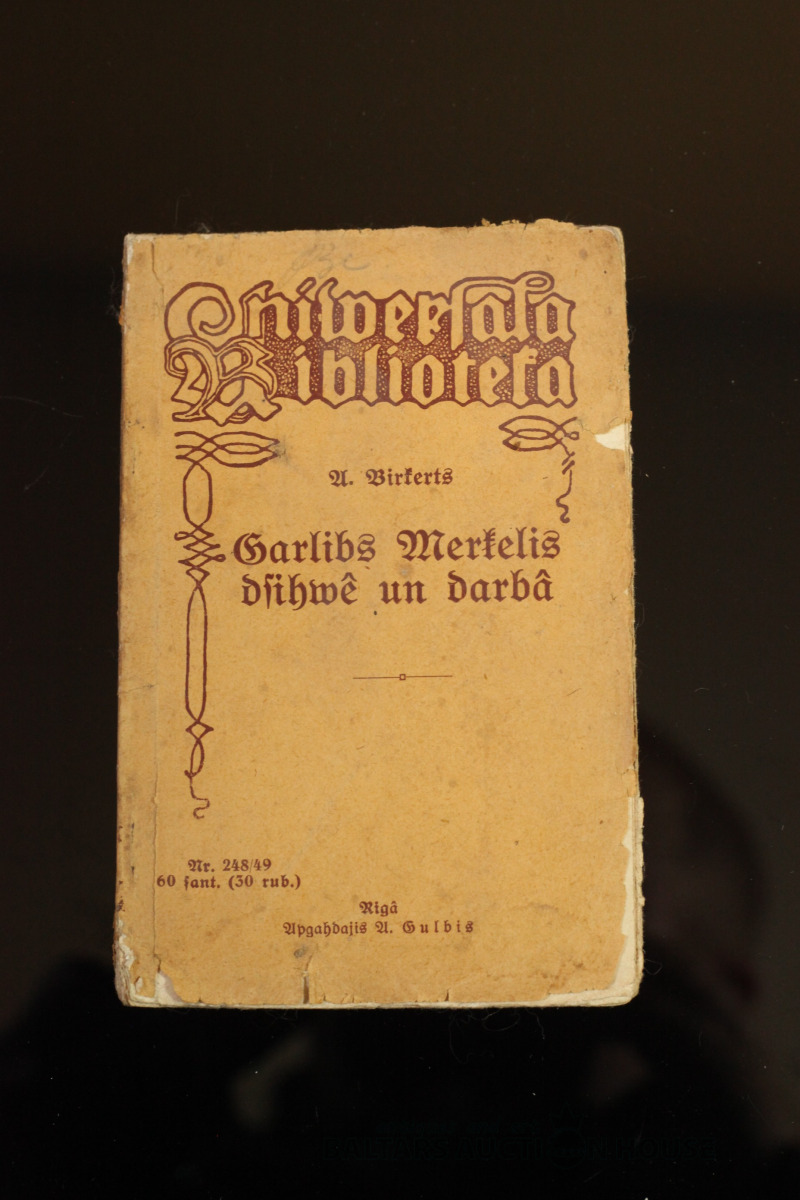 Uniwersala
Biblioteka
A. Birkerts
Garlibs Merkelis
dſihwê un darbâ
Nr. 248/49
60 ſant. (30 rub.)
Rigâ
Apgahdajis A. Gulbis